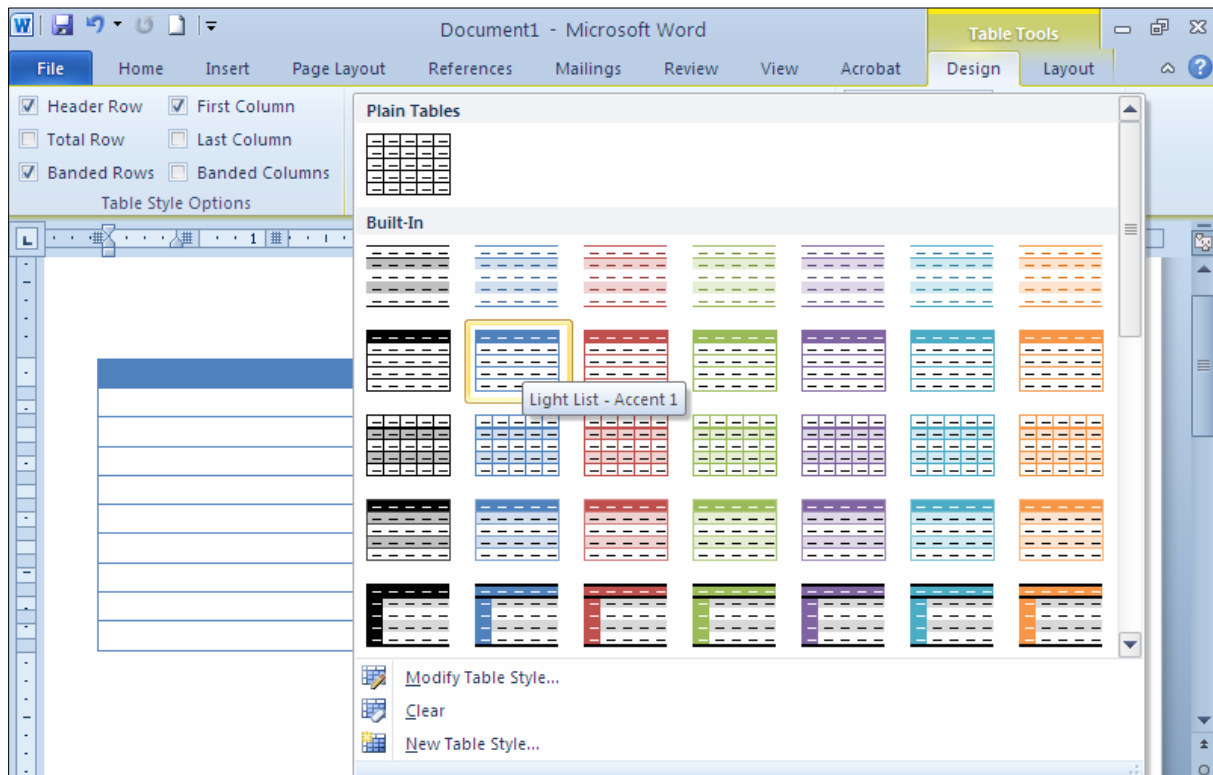 W Document1 - Microsoft Word Table Tools
File Home Insert Page Layout References Mailings Review View Acrobat Design Layout ?
Header Row First Column
Total Row Last Column
Banded Rows Banded Columns
Table Style Options
Plain Tables
Built-In
L 1
Light List - Accent 1
Modify Table Style...
Clear
New Table Style...